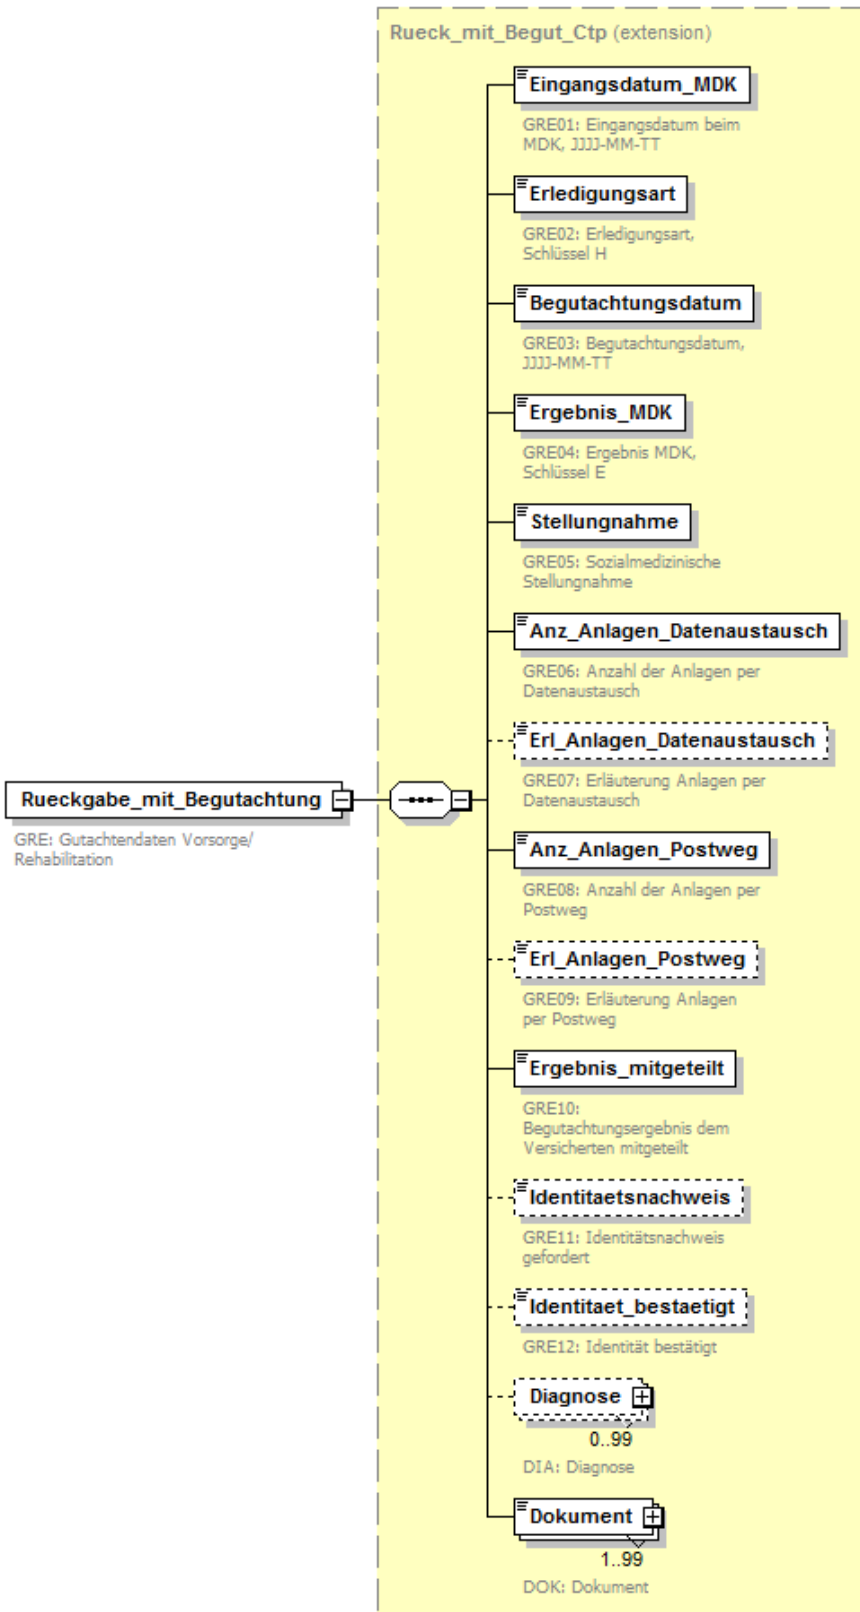 Rueck_mit_Begut_Ctp (extension)
Eingangsdatum_MDK
GRE01: Eingangsdatum beim
MDK, JJJJ-MM-TT
Erledigungsart
GRE02: Erledigungsart,
Schlüssel H
Begutachtungsdatum
GRE03: Begutachtungsdatum,
JJJJ-MM-TT
Ergebnis_MDK
GRE04: Ergebnis MDK,
Schlüssel E
Stellungnahme
GRE05: Sozialmedizinische
Stellungnahme
Anz_Anlagen_Datenaustausch
GRE06: Anzahl der Anlagen per
Datenaustausch
Erl_Anlagen_Datenaustausch
GRE07: Erläuterung Anlagen per
Datenaustausch
Rueckgabe_mit_Begutachtung
GRE: Gutachtendaten Vorsorge/
Rehabilitation
Anz_Anlagen_Postweg
GRE08: Anzahl der Anlagen per
Postweg
Erl_Anlagen_Postweg
GRE09: Erläuterung Anlagen
per Postweg
Ergebnis_mitgeteilt
GRE10:
Begutachtungsergebnis dem
Versicherten mitgeteilt
Identitaetsnachweis
GRE11: Identitätsnachweis
gefordert
Identitaet_bestaetigt
GRE12: Identität bestätigt
Diagnose
0..99
DIA: Diagnose
Dokument
1..99
DOK: Dokument